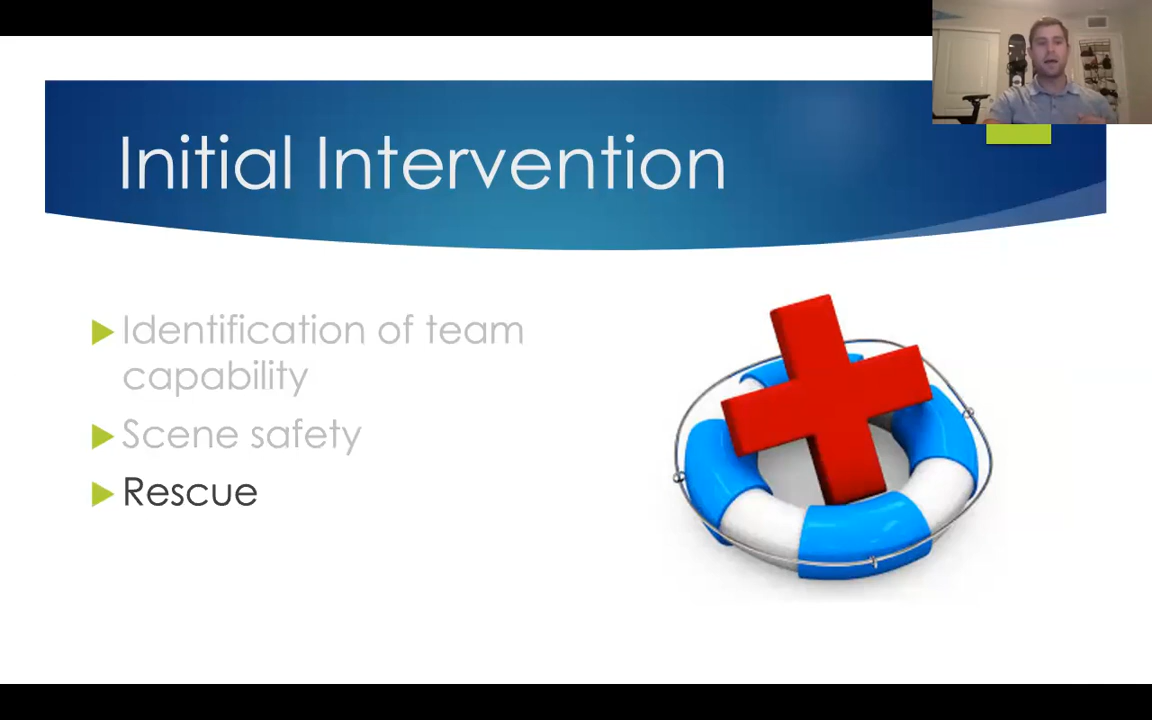 Initial Intervention
Identification of team
capability
Scene safety
Rescue